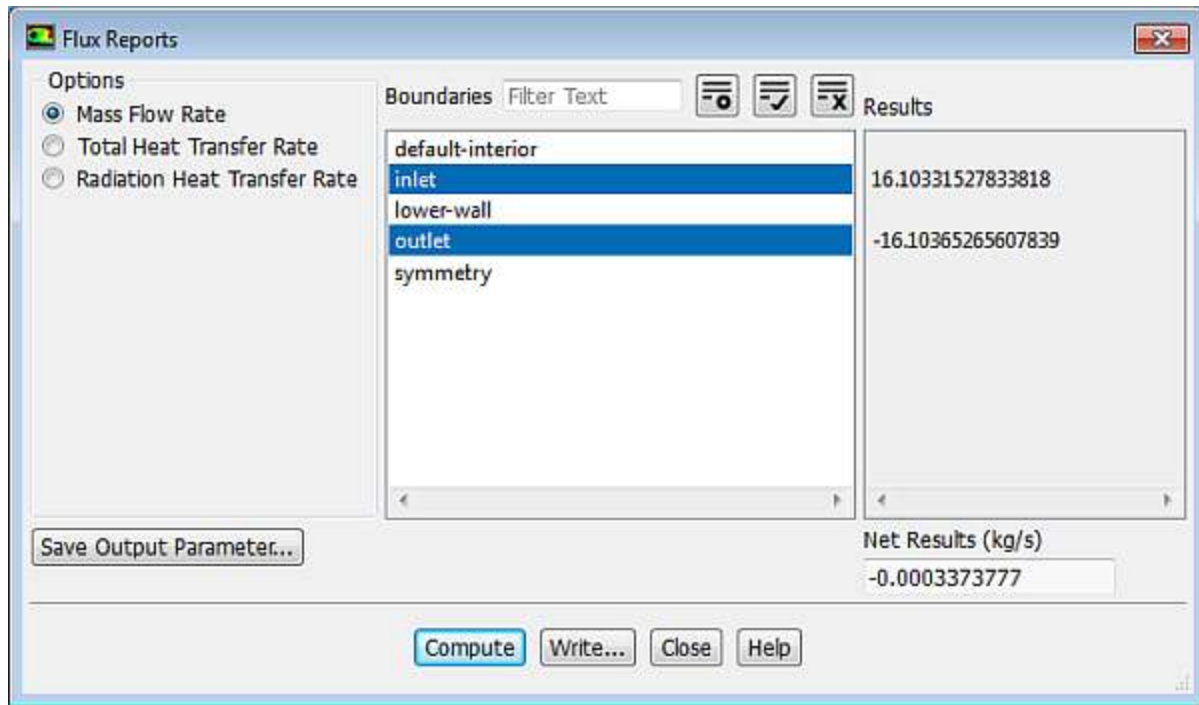 Flux Reports
Options
Mass Flow Rate
Total Heat Transfer Rate
Radiation Heat Transfer Rate
Boundaries Filter Text
default-interior
inlet
lower-wall
outlet
symmetry
Results
16.10331527833818
-16.10365265607839
Save Output Parameter...
Net Results (kg/s)
-0.0003373777
Compute Write... Close Help